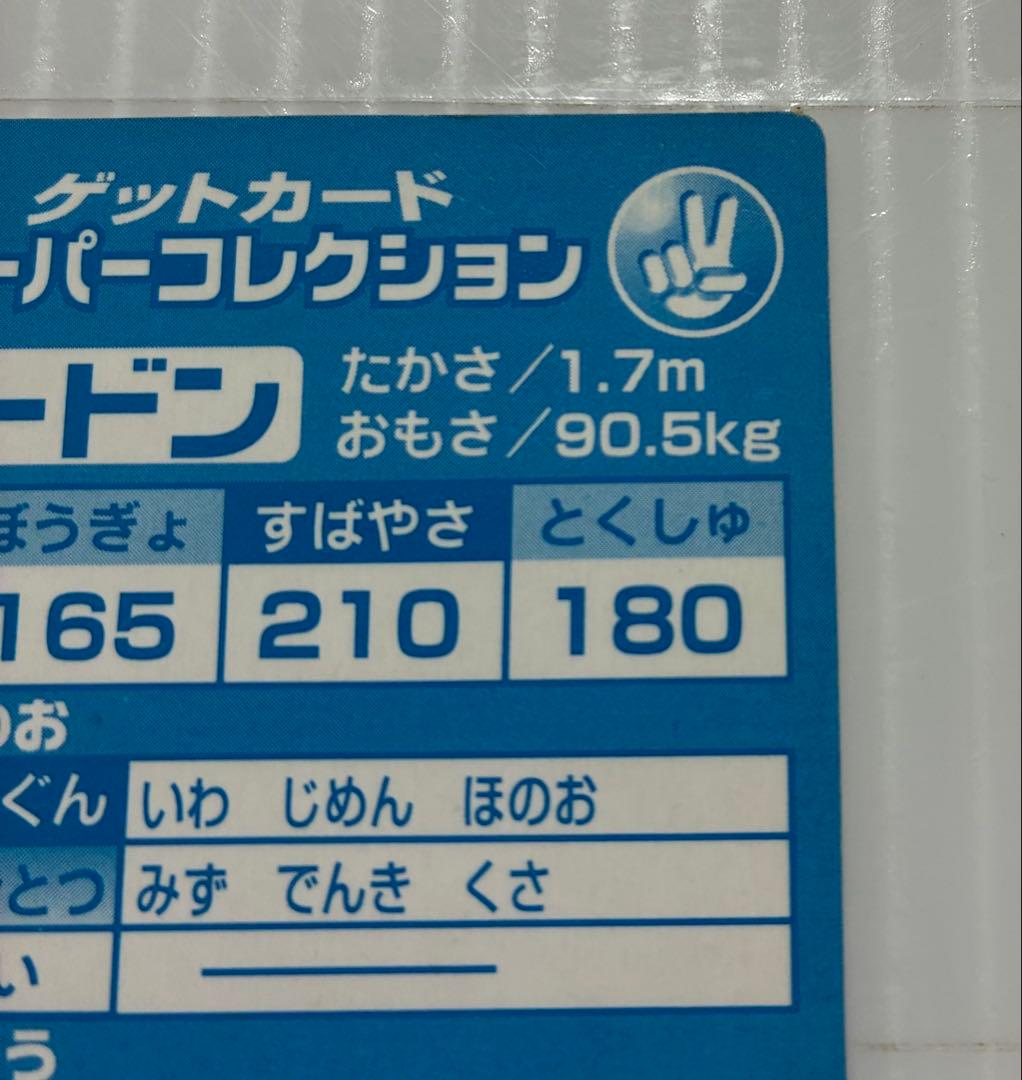 ゲットカード
ーパーコレクション
ードン
たかさ／1.7m
おもさ／90.5kg
ぼうぎょ すばやさ とくしゅ
165 210 180
のお
ぐん いわ じめん ほのお
とつ みず でんき くさ
い ―
う